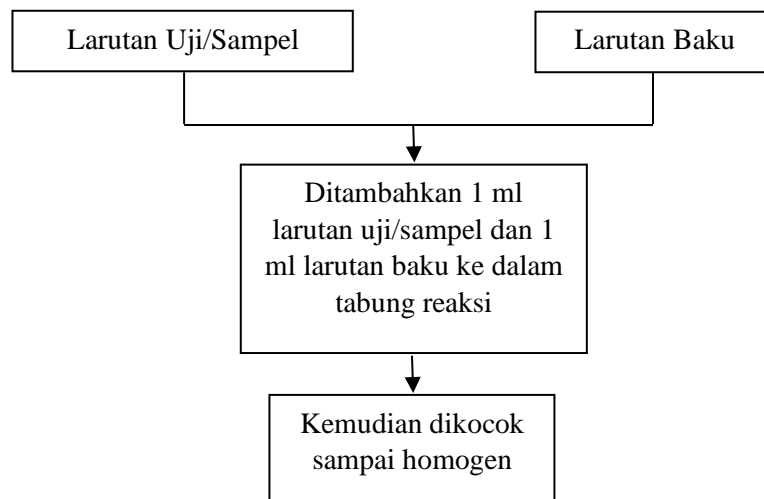 Larutan Uji/Sampel
Larutan Baku
Ditambahkan 1 ml
larutan uji/sampel dan 1
ml larutan baku ke dalam
tabung reaksi
Kemudian dikocok
sampai homogen